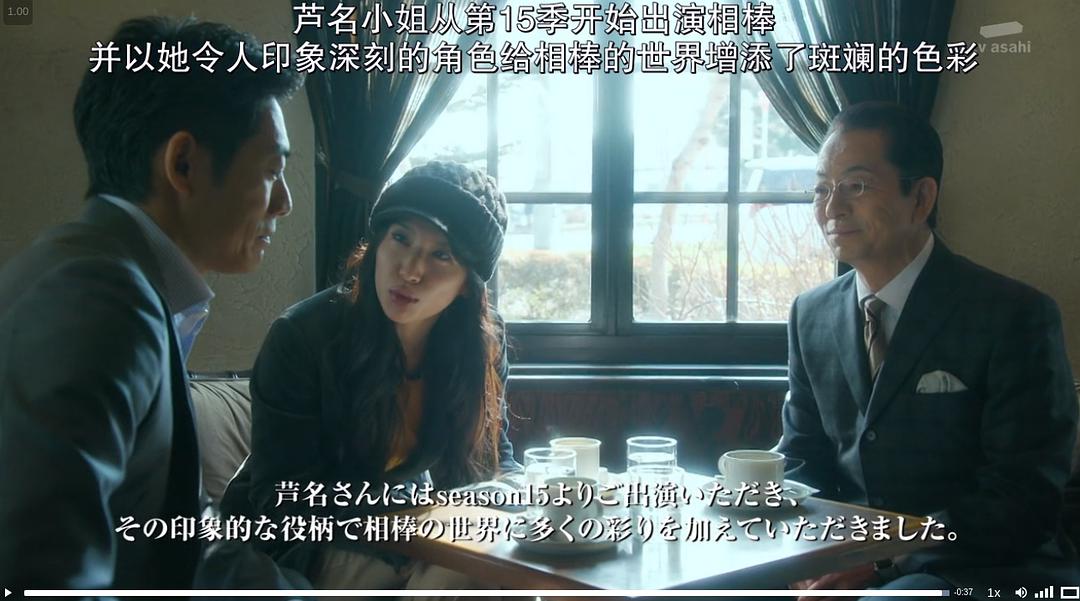 1.00
芦名小姐从第15季开始出演相棒
并以她令人印象深刻的角色给相棒的世界增添了斑斓的色彩
tv asahi
芦名さんにはseason15よりご出演いただき、
その印象的な役柄で相棒の世界に多くの彩りを加えていただきました。
-0:37
1x